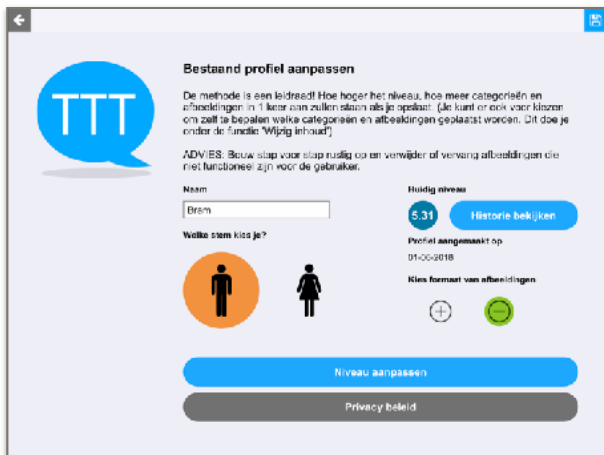 TTT
Bestaand profiel aanpassen
De methode is een leidraad! Hoe hoger het niveau, hoe meer categorieën en
afbeeldingen in 1 keer aan zullen staan als je opslaat. (Je kunt er ook voor kiezen
om zelf te bepalen welke categorieën en afbeeldingen geplaatst worden. Dit doe je
onder de functie 'Wijzig inhoud')
ADVIES: Bouw stap voor stap rustig op en verwijder of vervang afbeeldingen die
niet functioneel zijn voor de gebruiker.
Naam
Bram
Welke stem kies je?
Huidig niveau
5.31
Historie bekijken
Profiel aangemaakt op
01-06-2018
Kies formaat van afbeeldingen
Niveau aanpassen
Privacy beleid